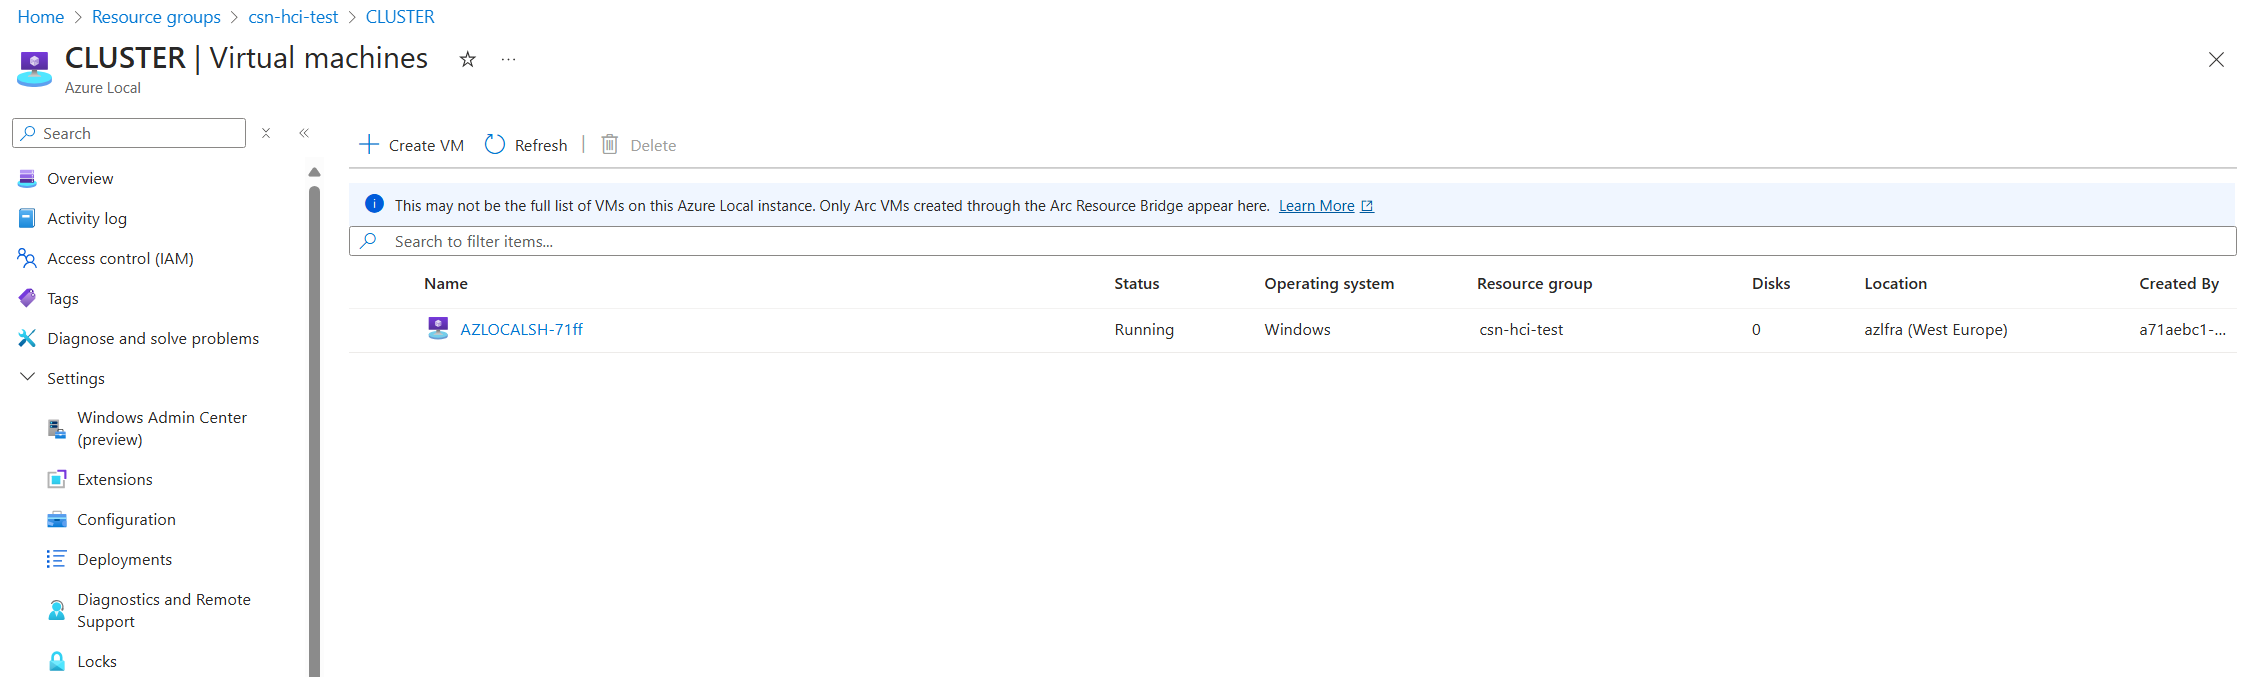 Home > Resource groups > csn-hci-test > CLUSTER
CLUSTER | Virtual machines
Azure Local
Search
Overview
Activity log
Access control (IAM)
Tags
Diagnose and solve problems
Settings
Windows Admin Center
(preview)
Extensions
Configuration
Deployments
Diagnostics and Remote
Support
Locks
Create VM Refresh | Delete
This may not be the full list of VMs on this Azure Local instance. Only Arc VMs created through the Arc Resource Bridge appear here. Learn More
Search to filter items...
Name Status Operating system Resource group Disks Location Created By
AZLOCALSH-71ff Running Windows csn-hci-test 0 azlfra (West Europe) a71aebc1-...